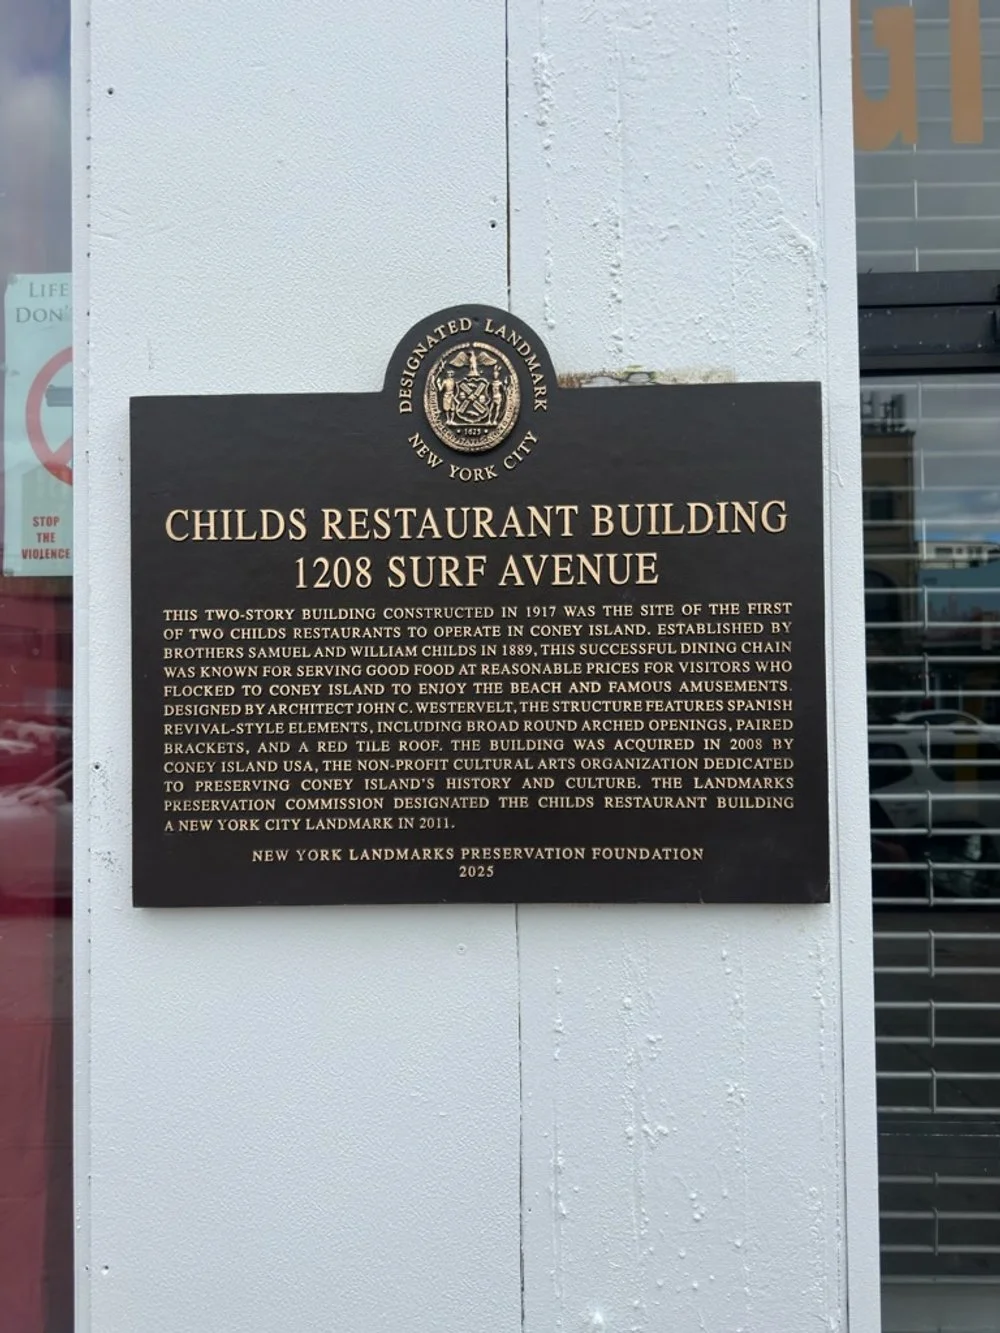 GI
LIFE
DON'
STOP
THE
VIOLENCE
DESIGNATED LANDMARK
NEW YORK CITY
1625
CHILDS RESTAURANT BUILDING
1208 SURF AVENUE
THIS TWO-STORY BUILDING CONSTRUCTED IN 1917 WAS THE SITE OF THE FIRST
OF TWO CHILDS RESTAURANTS TO OPERATE IN CONEY ISLAND. ESTABLISHED BY
BROTHERS SAMUEL AND WILLIAM CHILDS IN 1889, THIS SUCCESSFUL DINING CHAIN
WAS KNOWN FOR SERVING GOOD FOOD AT REASONABLE PRICES FOR VISITORS WHO
FLOCKED TO CONEY ISLAND TO ENJOY THE BEACH AND FAMOUS AMUSEMENTS.
DESIGNED BY ARCHITECT JOHN C. WESTERVELT, THE STRUCTURE FEATURES SPANISH
REVIVAL-STYLE ELEMENTS, INCLUDING BROAD ROUND ARCHED OPENINGS, PAIRED
BRACKETS, AND A RED TILE ROOF. THE BUILDING WAS ACQUIRED IN 2008 BY
CONEY ISLAND USA, THE NON-PROFIT CULTURAL ARTS ORGANIZATION DEDICATED
TO PRESERVING CONEY ISLAND'S HISTORY AND CULTURE. THE LANDMARKS
PRESERVATION COMMISSION DESIGNATED THE CHILDS RESTAURANT BUILDING
A NEW YORK CITY LANDMARK IN 2011.
NEW YORK LANDMARKS PRESERVATION FOUNDATION
2025